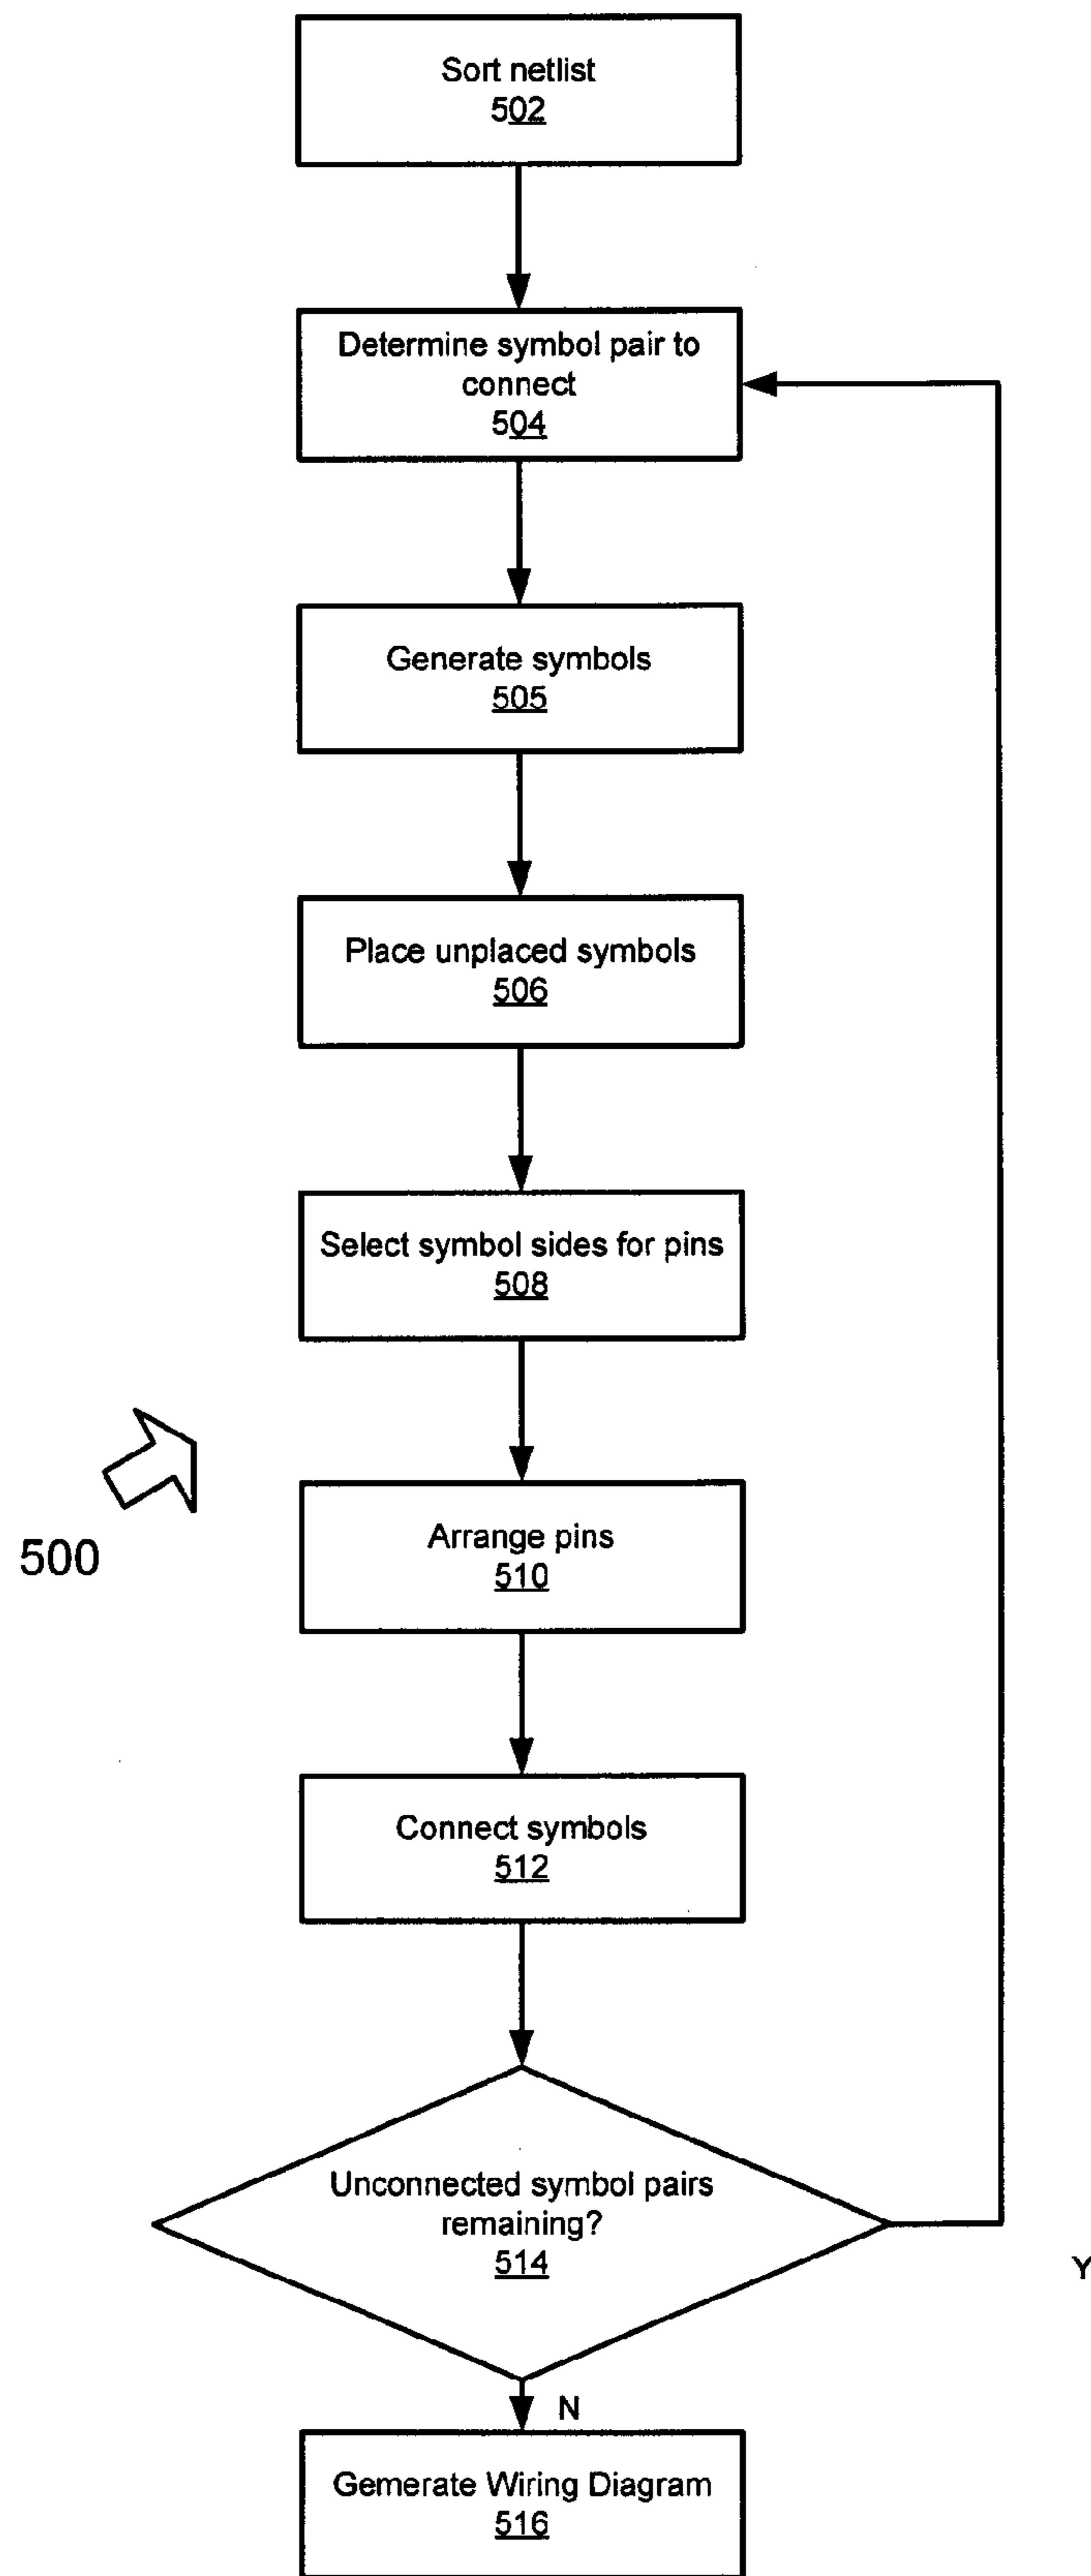 Sort netlist
502
Determine symbol pair to
connect
504
Generate symbols
505
Place unplaced symbols
506
Select symbol sides for pins
508
500
Arrange pins
510
Connect symbols
512
Unconnected symbol pairs
remaining?
514
Y
N
Gemerate Wiring Diagram
516